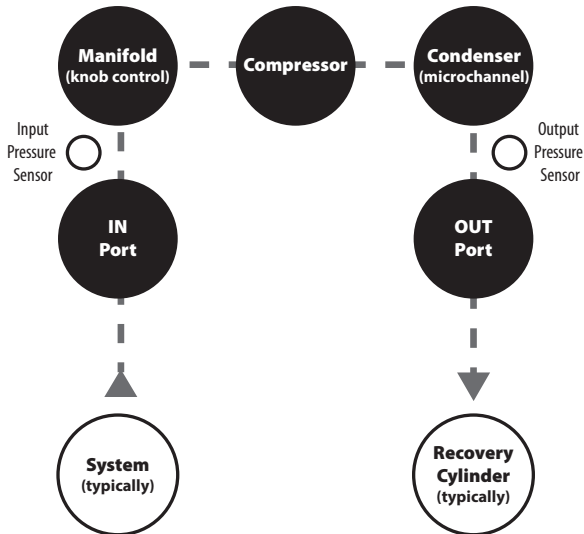 Manifold
(knob control)
Compressor
Condenser
(microchannel)
Input
Pressure
Sensor
Output
Pressure
Sensor
IN
Port
OUT
Port
System
(typically)
Recovery
Cylinder
(typically)